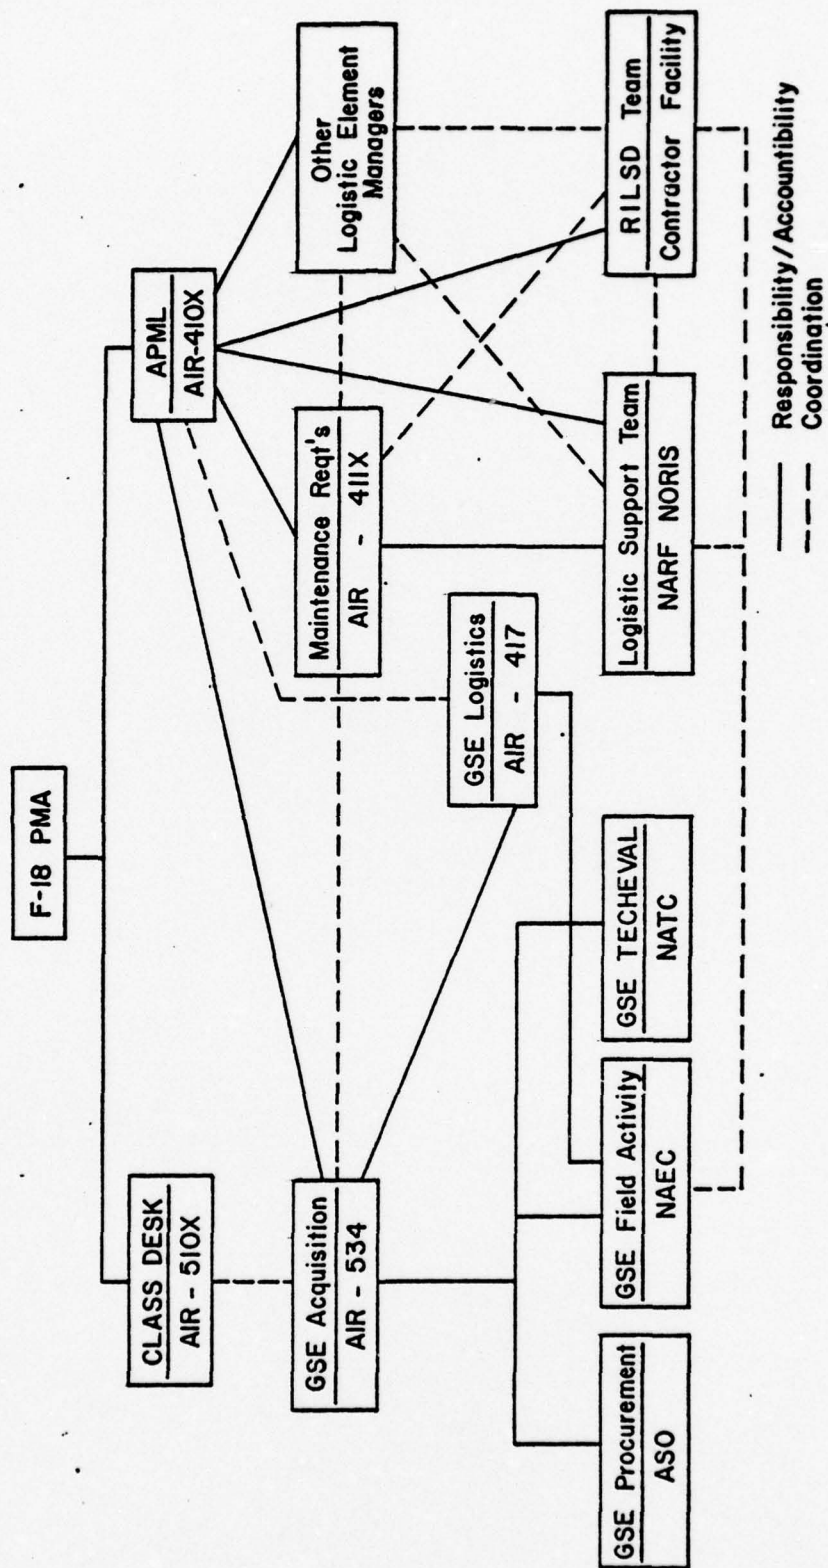 F-18 PMA
CLASS DESK
AIR - 510X
APML
AIR-410X
GSE Acquisition
AIR - 534
Maintenance Reqt's
AIR - 411X
Other
Logistic Element
Managers
GSE Logistics
AIR - 417
GSE Procurement
ASO
GSE Field Activity
NAEC
GSE TECHEVAL
NATC
Logistic Support Team
NARF NORIS
RILSD Team
Contractor Facility
Responsibility/Accountibility
Coordination